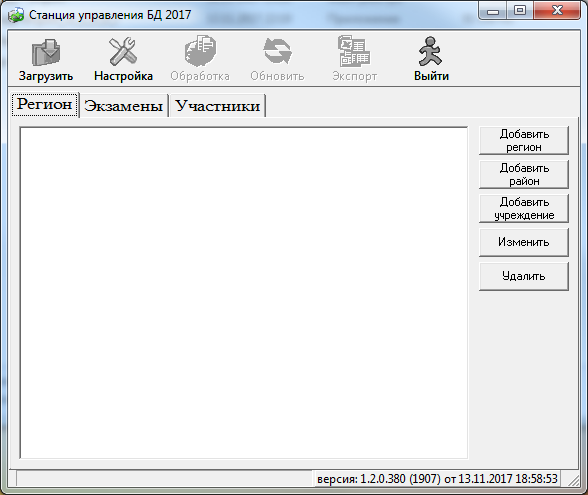 Станция управления БД 2017
Загрузить Настройка Обработка Обновить Экспорт Выйти
Регион Экзамены Участники
Добавить
регион
Добавить
район
Добавить
учреждение
Изменить
Удалить
версия: 1.2.0.380 (1907) от 13.11.2017 18:58:53